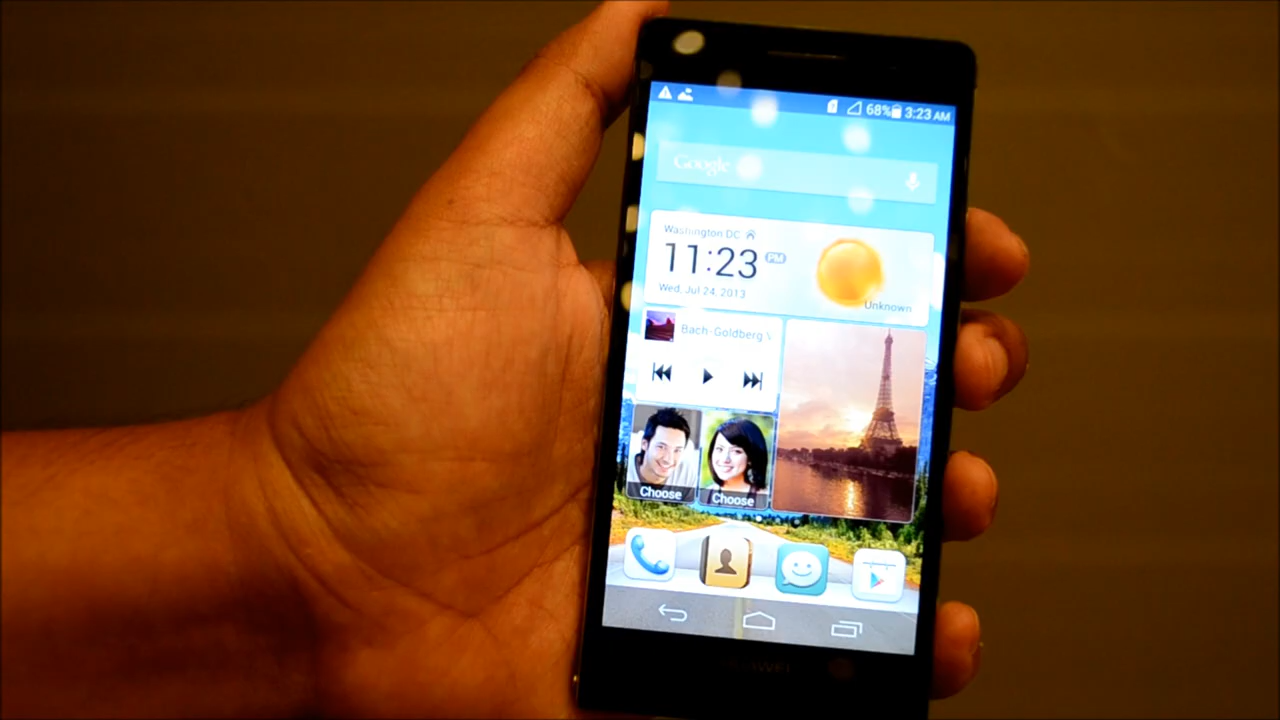 68% 3:23 AM
Google
Washington DC
11:23 PM
Wed, Jul 24, 2013
Unknown
Bach-Goldberg V
Choose
Choose
HUAWEI